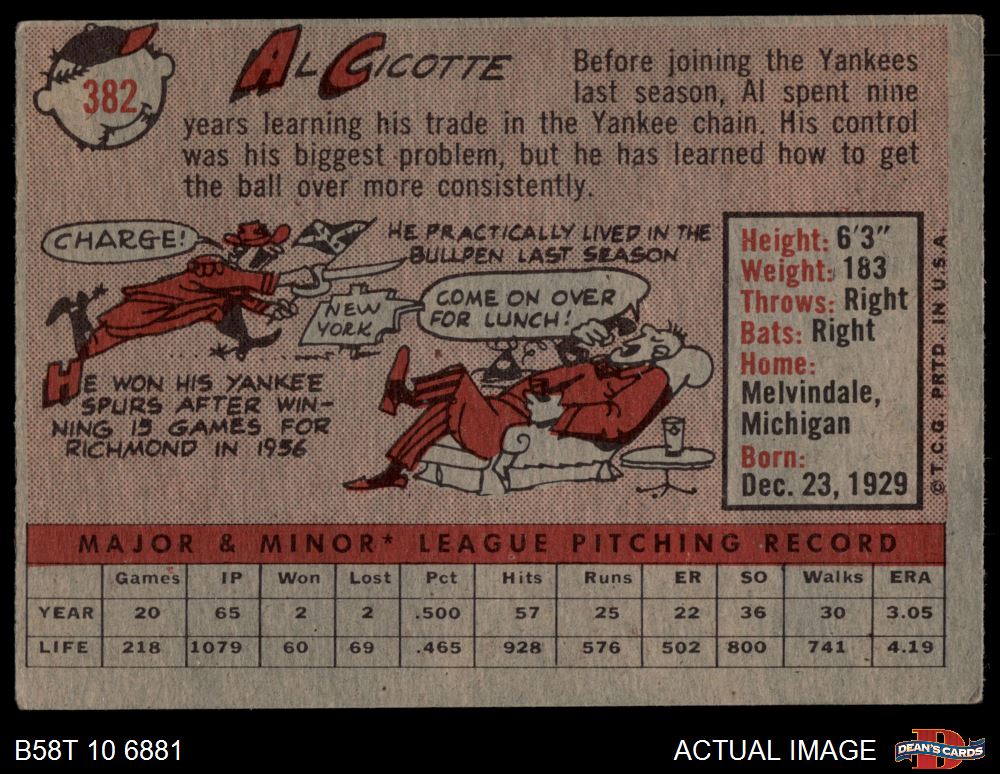 382
AL CICOTTE
Before joining the Yankees
last season, Al spent nine
years learning his trade in the Yankee chain. His control
was his biggest problem, but he has learned how to get
the ball over more consistently.
CHARGE!
HE PRACTICALLY LIVED IN THE
BULLPEN LAST SEASON
NEW
YORK
COME ON OVER
FOR LUNCH!
HE WON HIS YANKEE
SPURS AFTER WIN-
NING 15 GAMES FOR
RICHMOND IN 1956
Height: 6'3"
Weight: 183
Throws: Right
Bats: Right
Home:
Melvindale,
Michigan
Born:
Dec. 23, 1929
© T.C.G. PRTD. IN U.S.A.
MAJOR & MINOR* LEAGUE PITCHING RECORD
Games IP Won Lost Pct Hits Runs ER SO Walks ERA
YEAR 20 65 2 2 .500 57 25 22 36 30 3.05
LIFE 218 1079 60 69 .465 928 576 502 800 741 4.19
B58T 10 6881
ACTUAL IMAGE
DEAN'S CARDS